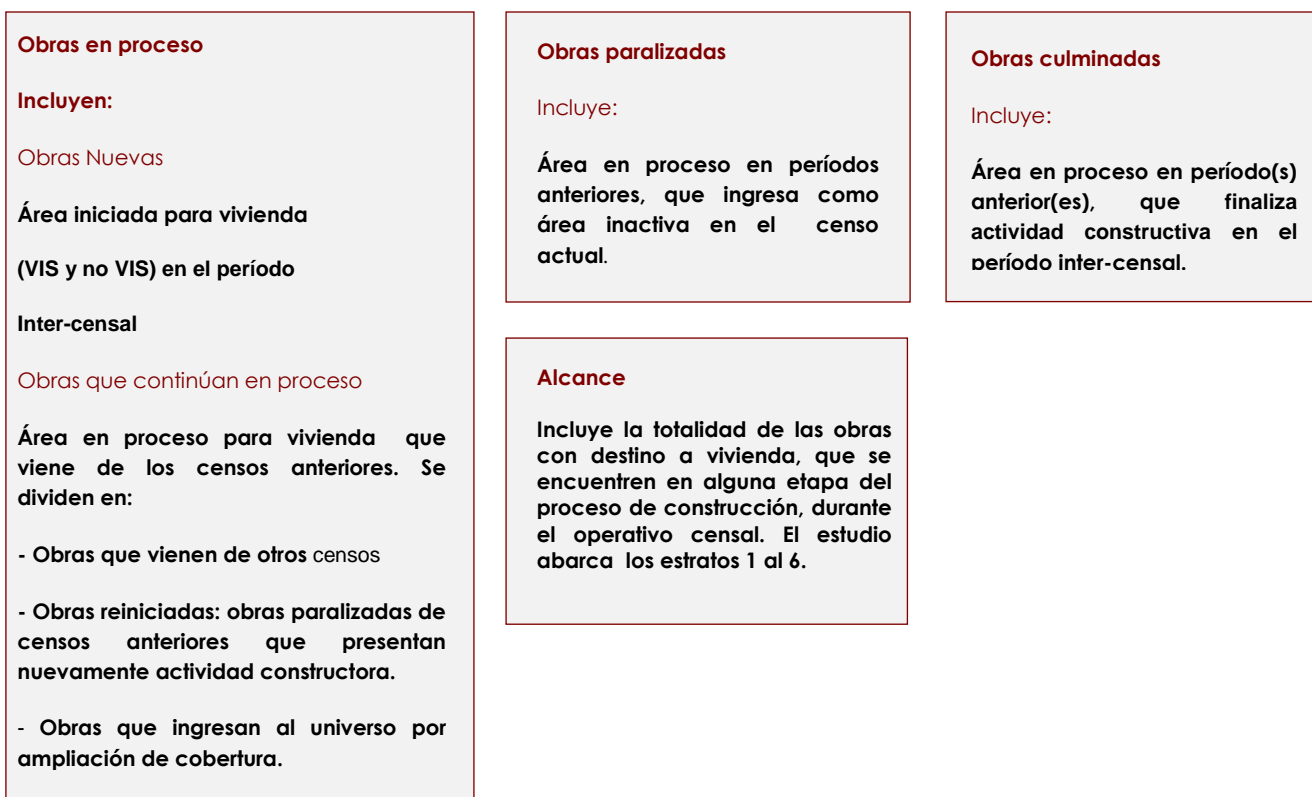 Obras en proceso
Incluyen:
Obras Nuevas
Área iniciada para vivienda
(VIS y no VIS) en el período
Inter-censal
Obras que continúan en proceso
Área en proceso para vivienda que
viene de los censos anteriores. Se
dividen en:
- Obras que vienen de otros censos
- Obras reiniciadas: obras paralizadas de
censos anteriores que presentan
nuevamente actividad constructora.
- Obras que ingresan al universo por
ampliación de cobertura.
Obras paralizadas
Incluye:
Área en proceso en períodos
anteriores, que ingresa como
área inactiva en el censo
actual.
Obras culminadas
Incluye:
Área en proceso en período(s)
anterior(es), que finaliza
actividad constructiva en el
período inter-censal.
Alcance
Incluye la totalidad de las obras
con destino a vivienda, que se
encuentren en alguna etapa del
proceso de construcción, durante
el operativo censal. El estudio
abarca los estratos 1 al 6.